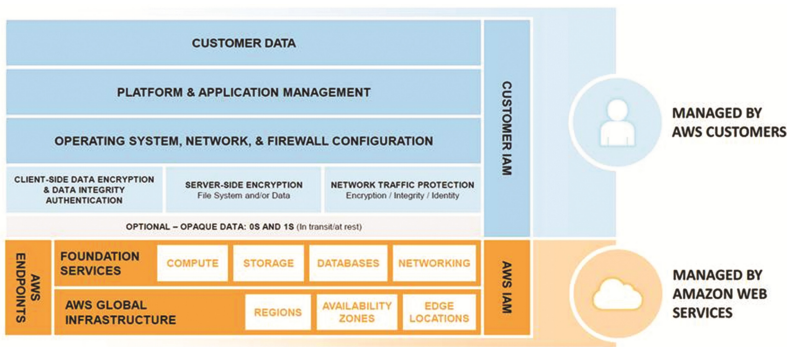 CUSTOMER DATA
PLATFORM & APPLICATION MANAGEMENT
OPERATING SYSTEM, NETWORK, & FIREWALL CONFIGURATION
CLIENT-SIDE DATA ENCRYPTION
& DATA INTEGRITY
AUTHENTICATION
SERVER-SIDE ENCRYPTION
File System and/or Data
NETWORK TRAFFIC PROTECTION
Encryption / Integrity / Identity
OPTIONAL – OPAQUE DATA: 0S AND 1S (In transit/at rest)
CUSTOMER IAM
MANAGED BY
AWS CUSTOMERS
AWS
ENDPOINTS
FOUNDATION
SERVICES
COMPUTE
STORAGE
DATABASES
NETWORKING
AWS GLOBAL
INFRASTRUCTURE
REGIONS
AVAILABILITY
ZONES
EDGE
LOCATIONS
AWS IAM
MANAGED BY
AMAZON WEB
SERVICES